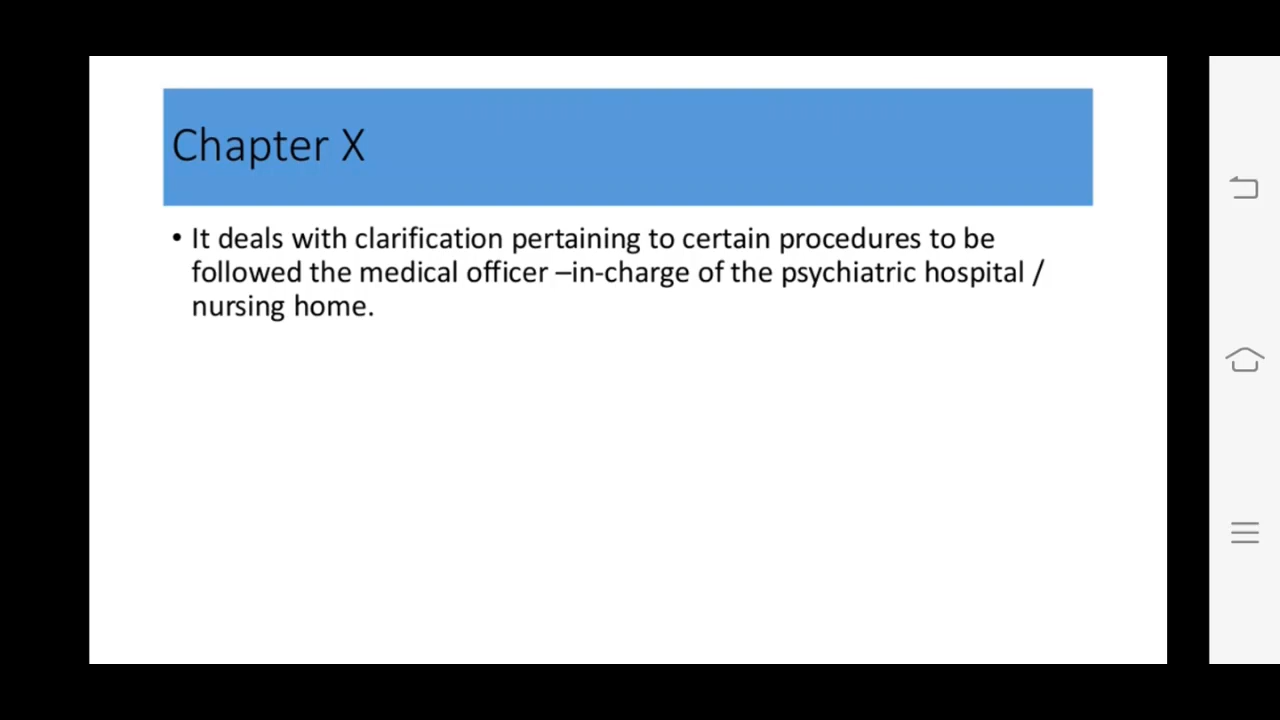 Chapter X
• It deals with clarification pertaining to certain procedures to be
followed the medical officer –in-charge of the psychiatric hospital /
nursing home.